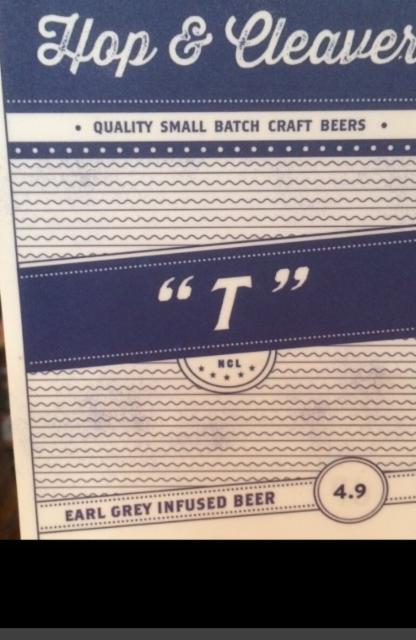 Hop & Cleaver
• QUALITY SMALL BATCH CRAFT BEERS •
“T”
NCL
EARL GREY INFUSED BEER
4.9